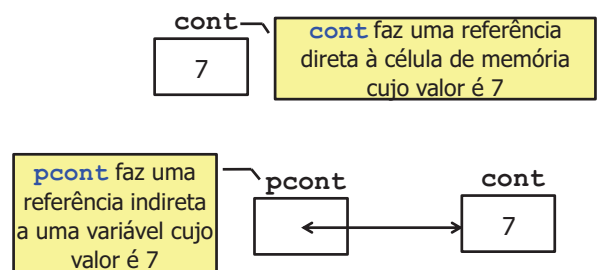 cont
7
cont faz uma referência
direta à célula de memória
cujo valor é 7
pcont faz uma
referência indireta
a uma variável cujo
valor é 7
pcont
cont
7